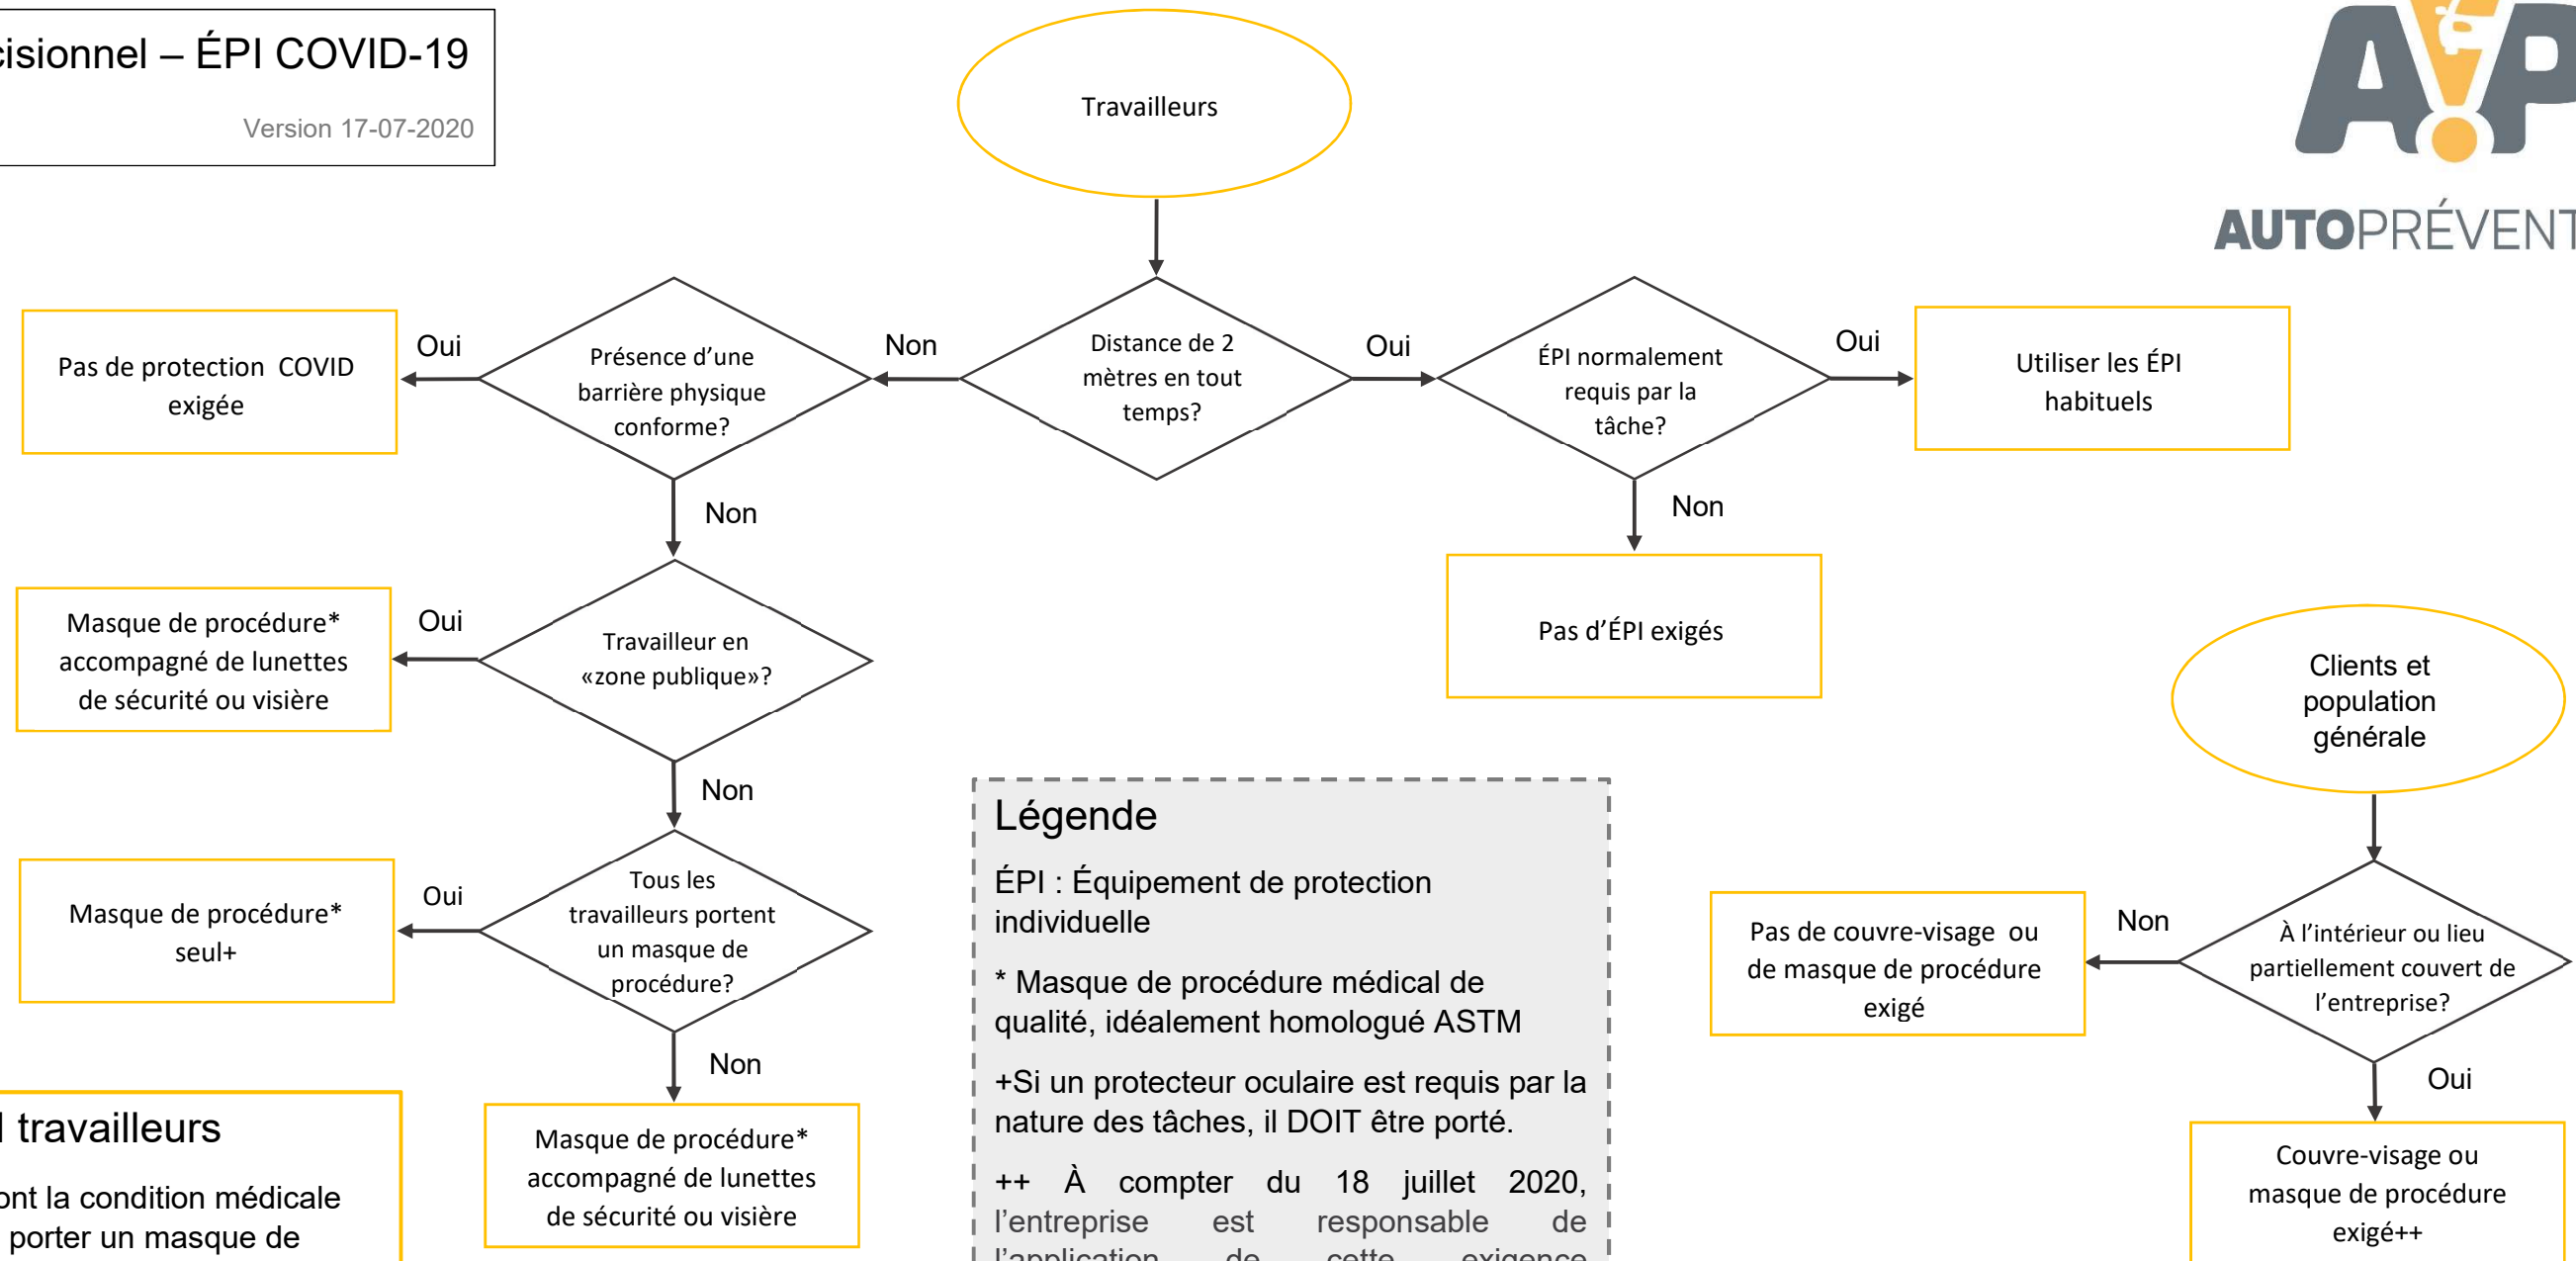 cisionnel – ÉPI COVID-19
Version 17-07-2020
AP
AUTOPRÉVENT
Travailleurs
Pas de protection COVID
exigée
Oui
Présence d’une
barrière physique
conforme?
Non
Distance de 2
mètres en tout
temps?
Oui
ÉPI normalement
requis par la
tâche?
Oui
Utiliser les ÉPI
habituels
Non
Non
Pas d’ÉPI exigés
Masque de procédure*
accompagné de lunettes
de sécurité ou visière
Oui
Travailleur en
«zone publique»?
Non
Masque de procédure*
seul+
Oui
Tous les
travailleurs portent
un masque de
procédure?
Non
Masque de procédure*
accompagné de lunettes
de sécurité ou visière
travailleurs
ont la condition médicale
porter un masque de
Légende
ÉPI : Équipement de protection
individuelle
* Masque de procédure médical de
qualité, idéalement homologué ASTM
+Si un protecteur oculaire est requis par la
nature des tâches, il DOIT être porté.
++ À compter du 18 juillet 2020,
l’entreprise est responsable de
l’application de cette exigence
Clients et
population
générale
Pas de couvre-visage ou
de masque de procédure
exigé
Non
À l’intérieur ou lieu
partiellement couvert de
l’entreprise?
Oui
Couvre-visage ou
masque de procédure
exigé++